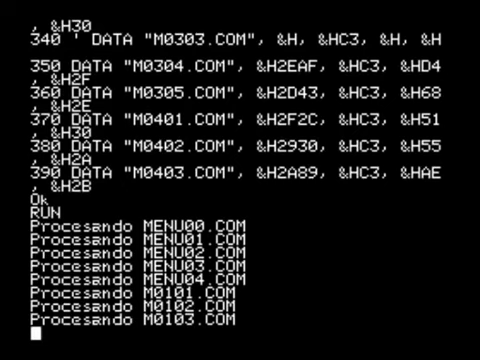 , &H30
340 ' DATA "M0303.COM", &H, &HC3, &H, &H
350 DATA "M0304.COM", &H2EAF, &HC3, &HD4
, &H2F
360 DATA "M0305.COM", &H2D43, &HC3, &H68
, &H2E
370 DATA "M0401.COM", &H2F2C, &HC3, &H51
, &H30
380 DATA "M0402.COM", &H2930, &HC3, &H55
, &H2A
390 DATA "M0403.COM", &H2A89, &HC3, &HAE
, &H2B
Ok
RUN
Procesando MENU00.COM
Procesando MENU01.COM
Procesando MENU02.COM
Procesando MENU03.COM
Procesando MENU04.COM
Procesando M0101.COM
Procesando M0102.COM
Procesando M0103.COM